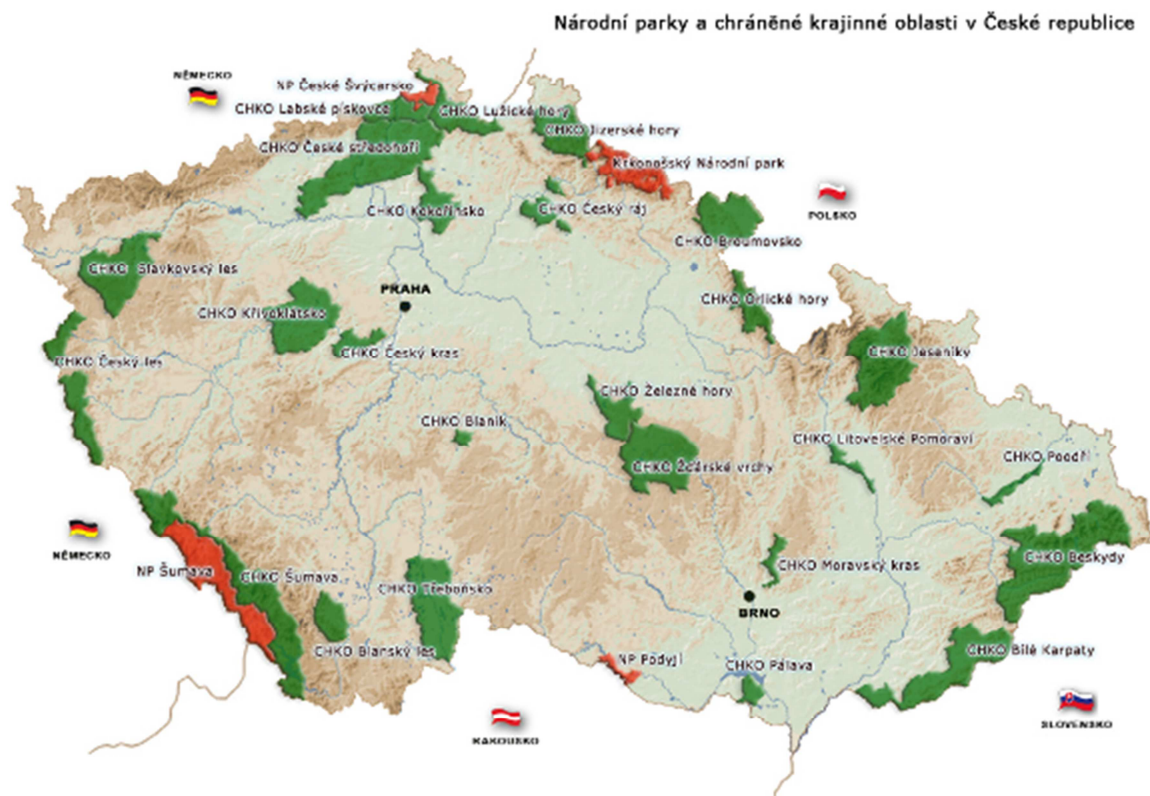 Národní parky a chráněné krajinné oblasti v České republice
NĚMECKO
NP České Švýcarsko
CHKO Labské pískovce
CHKO Lužické hory
CHKO Jizerské hory
CHKO České středohoří
Krkonošský Národní park
POLSKO
CHKO Kokořínsko
CHKO Český ráj
CHKO Broumovsko
CHKO Slavkovský les
PRAHA
CHKO Orlické hory
CHKO Křivoklátsko
CHKO Český kras
CHKO Jeseníky
CHKO Český les
CHKO Železné hory
CHKO Blaník
CHKO Litovelské Pomoraví
CHKO Poodří
CHKO Žďárské vrchy
NĚMECKO
CHKO Beskydy
NP Šumava
CHKO Šumava
CHKO Moravský kras
CHKO Třeboňsko
BRNO
CHKO Blanský les
NP Podyjí
CHKO Pálava
CHKO Bílé Karpaty
SLOVENSKO
RAKOUSKO